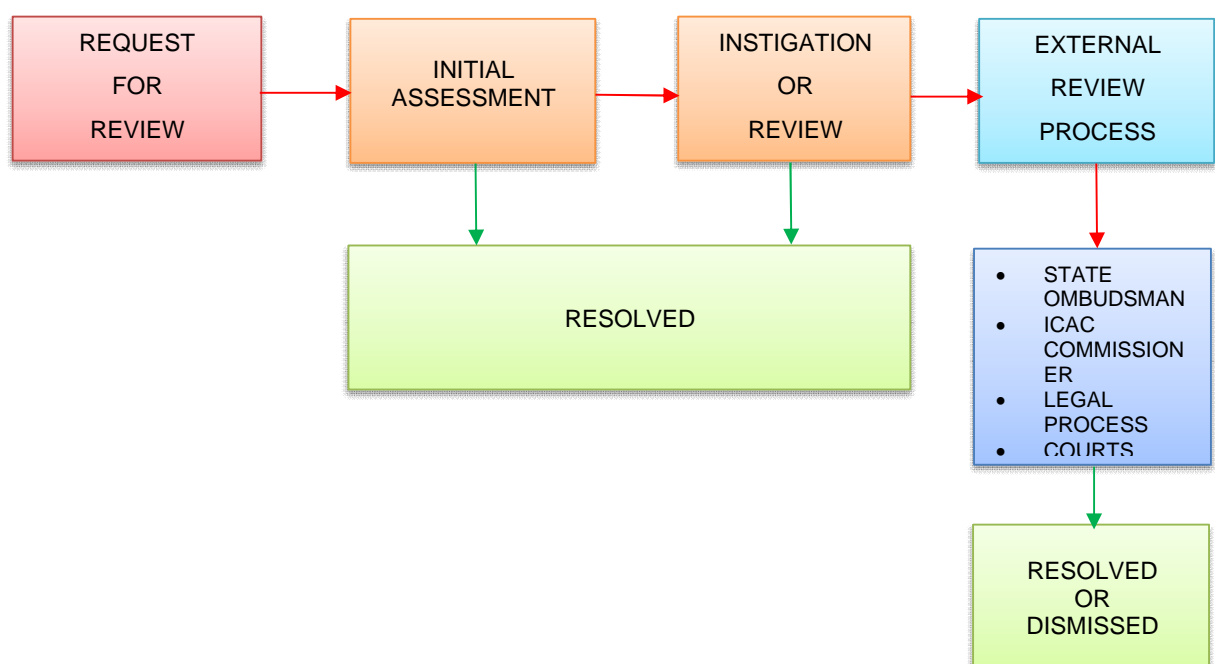 REQUEST
FOR
REVIEW
INITIAL
ASSESSMENT
INSTIGATION
OR
REVIEW
EXTERNAL
REVIEW
PROCESS
RESOLVED
• STATE
OMBUDSMAN
• ICAC
COMMISSION
ER
• LEGAL
PROCESS
• COURTS
RESOLVED
OR
DISMISSED